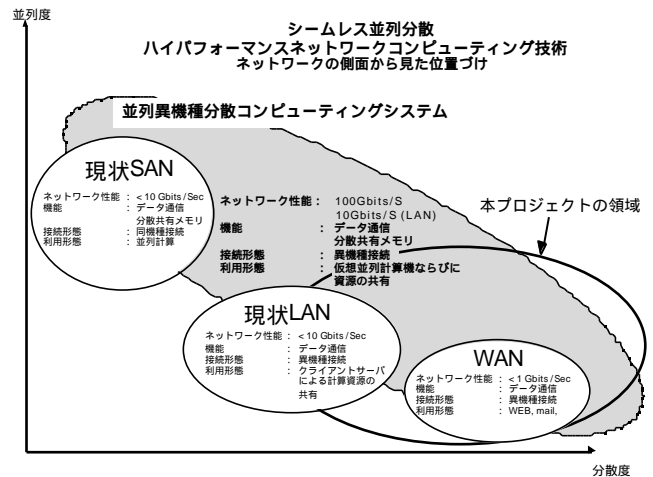 並列度
シームレス並列分散
ハイパフォーマンスネットワークコンピューティング技術
ネットワークの側面から見た位置づけ
並列異機種分散コンピューティングシステム
現状SAN
ネットワーク性能 : <10 Gbits/Sec
機能 : データ通信
分散共有メモリ
接続形態 : 同機種接続
利用形態 : 並列計算
ネットワーク性能 : 100Gbits/S
10Gbits/S (LAN)
機能 : データ通信
分散共有メモリ
接続形態 : 異機種接続
利用形態 : 仮想並列計算機ならびに
資源の共有
本プロジェクトの領域
現状LAN
ネットワーク性能 : <10 Gbits/Sec
機能 : データ通信
接続形態 : 異機種接続
利用形態 : クライアントサーバ
による計算資源の
共有
WAN
ネットワーク性能 : <1 Gbits/Sec
機能 : データ通信
接続形態 : 異機種接続
利用形態 : WEB, mail,
分散度